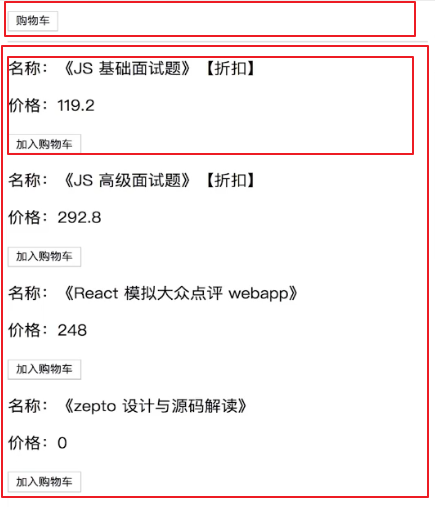 购物车
名称：《JS 基础面试题》【折扣】
价格：119.2
加入购物车
名称：《JS 高级面试题》【折扣】
价格：292.8
加入购物车
名称：《React 模拟大众点评 webapp》
价格：248
加入购物车
名称：《zepto 设计与源码解读》
价格：0
加入购物车